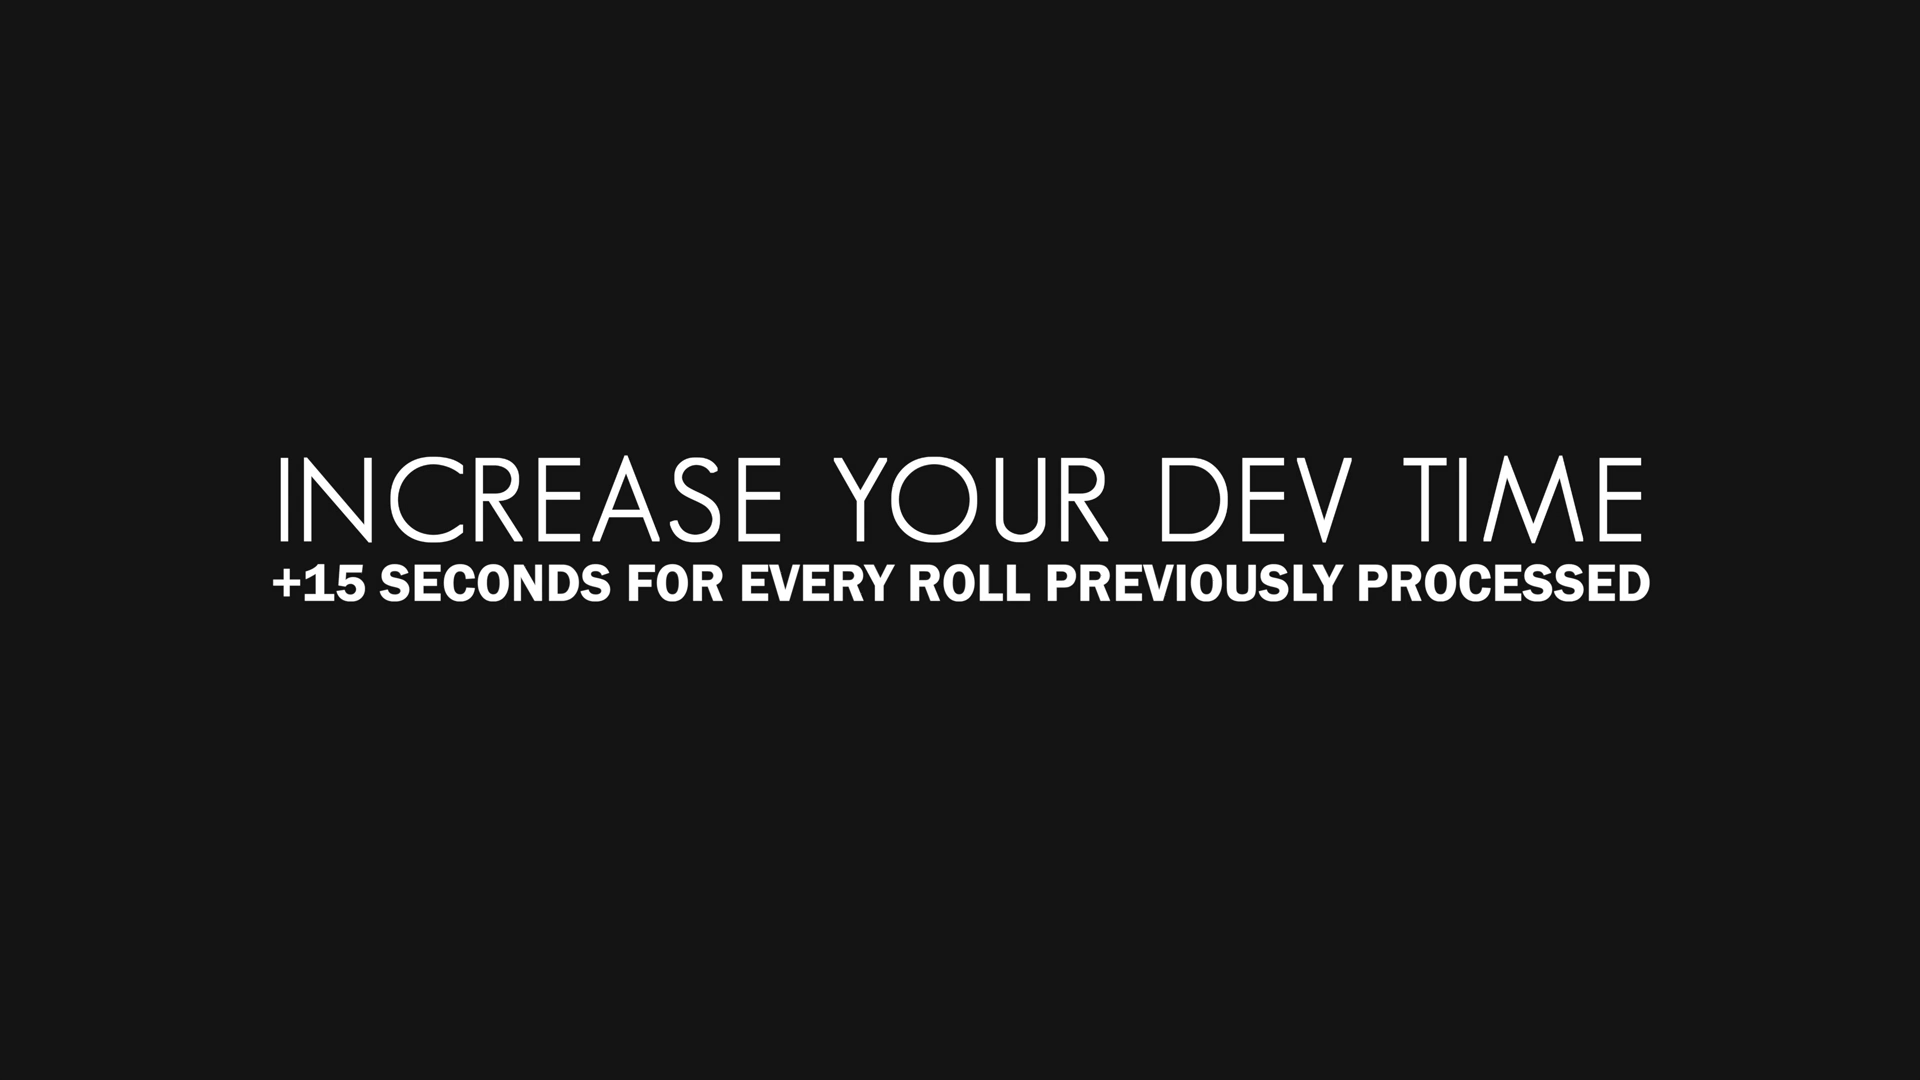 INCREASE YOUR DEV TIME
+15 SECONDS FOR EVERY ROLL PREVIOUSLY PROCESSED